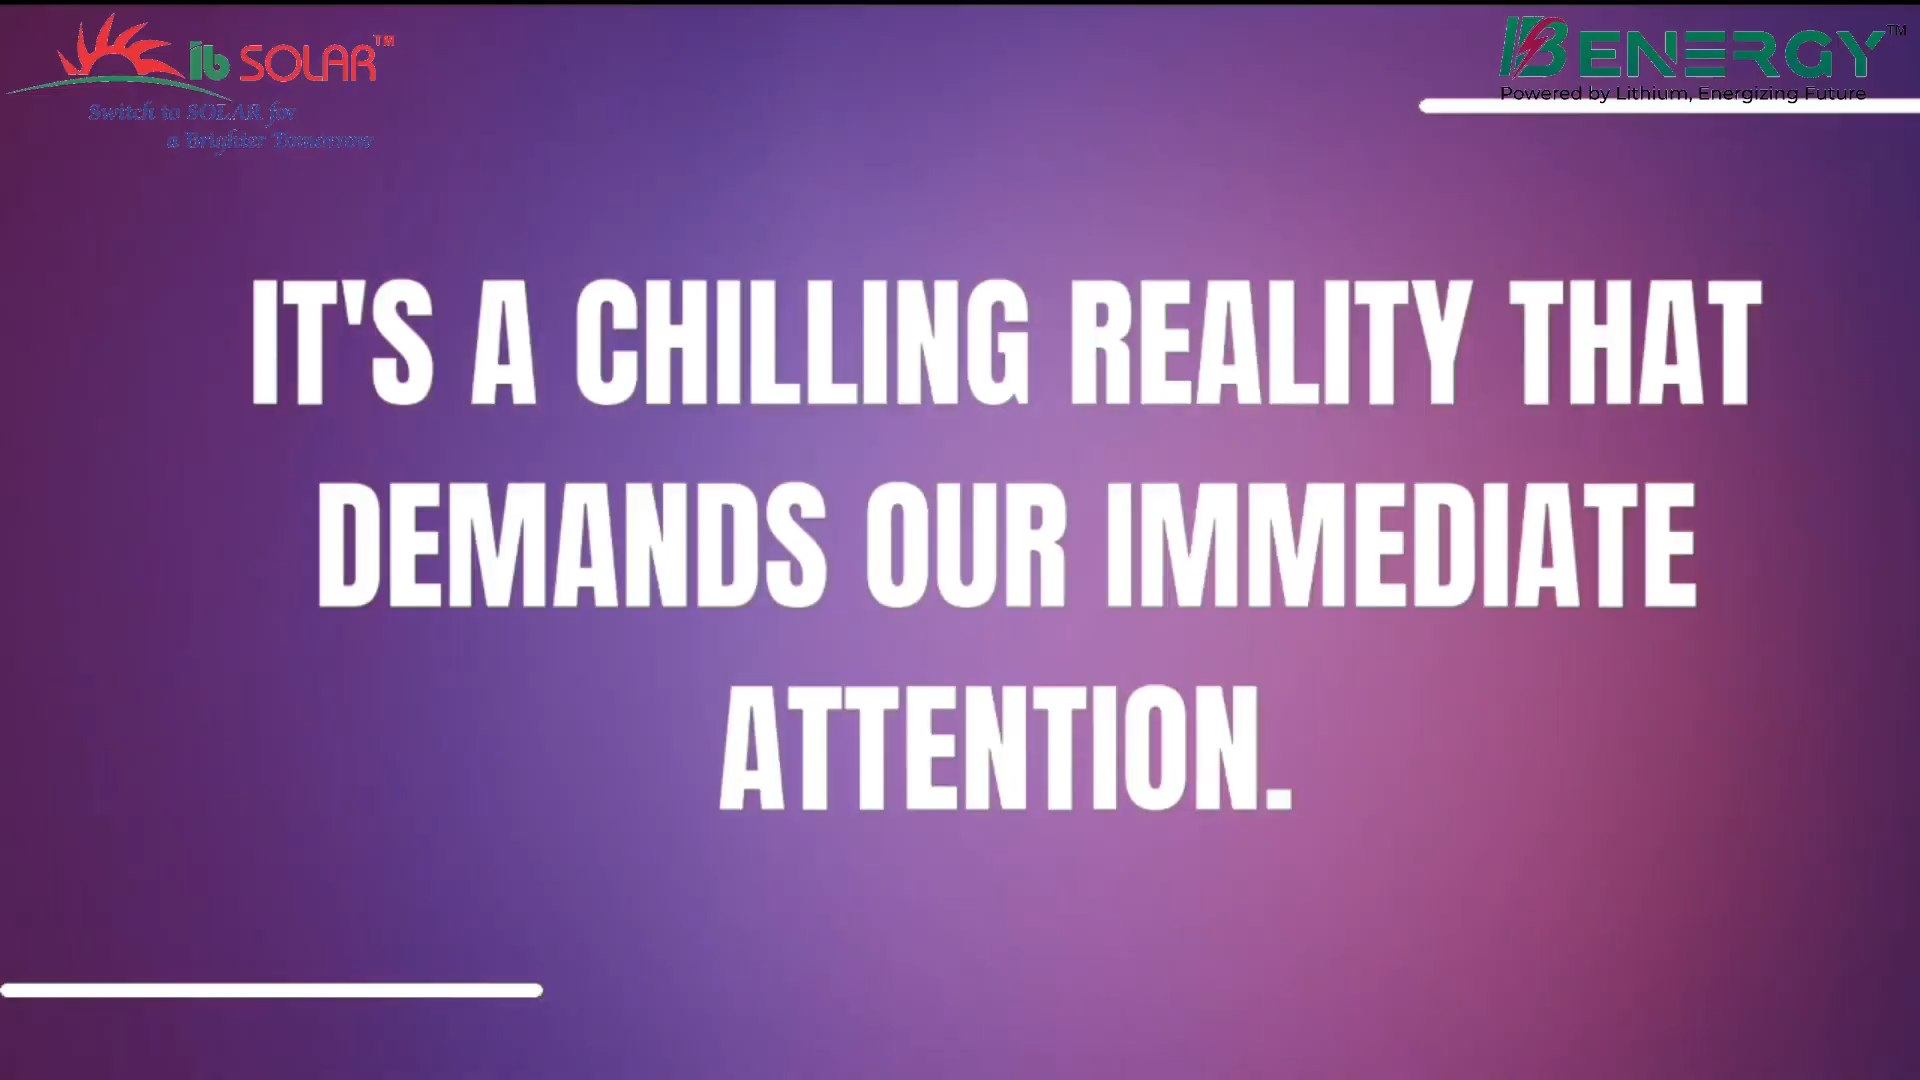 ib SOLAR™
Switch to SOLAR for
a Brighter Tomorrow
IB ENERGY™
Powered by Lithium, Energizing Future
IT'S A CHILLING REALITY THAT
DEMANDS OUR IMMEDIATE
ATTENTION.